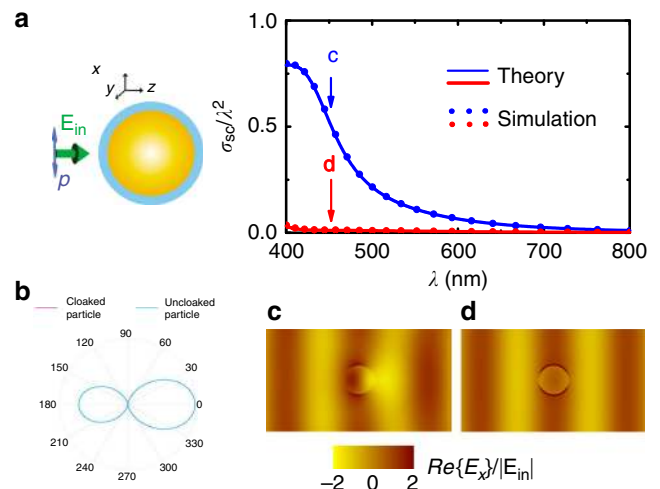 a
x
y
z
E_in
p
σ_sc/λ²
1.0
0.5
0.0
c
d
Theory
Simulation
400 500 600 700 800
λ (nm)
b
Cloaked particle
Uncloaked particle
90
120 60
150 30
180 0
210 330
240 300
270
c
d
−2 0 2
Re{E_x}/|E_in|